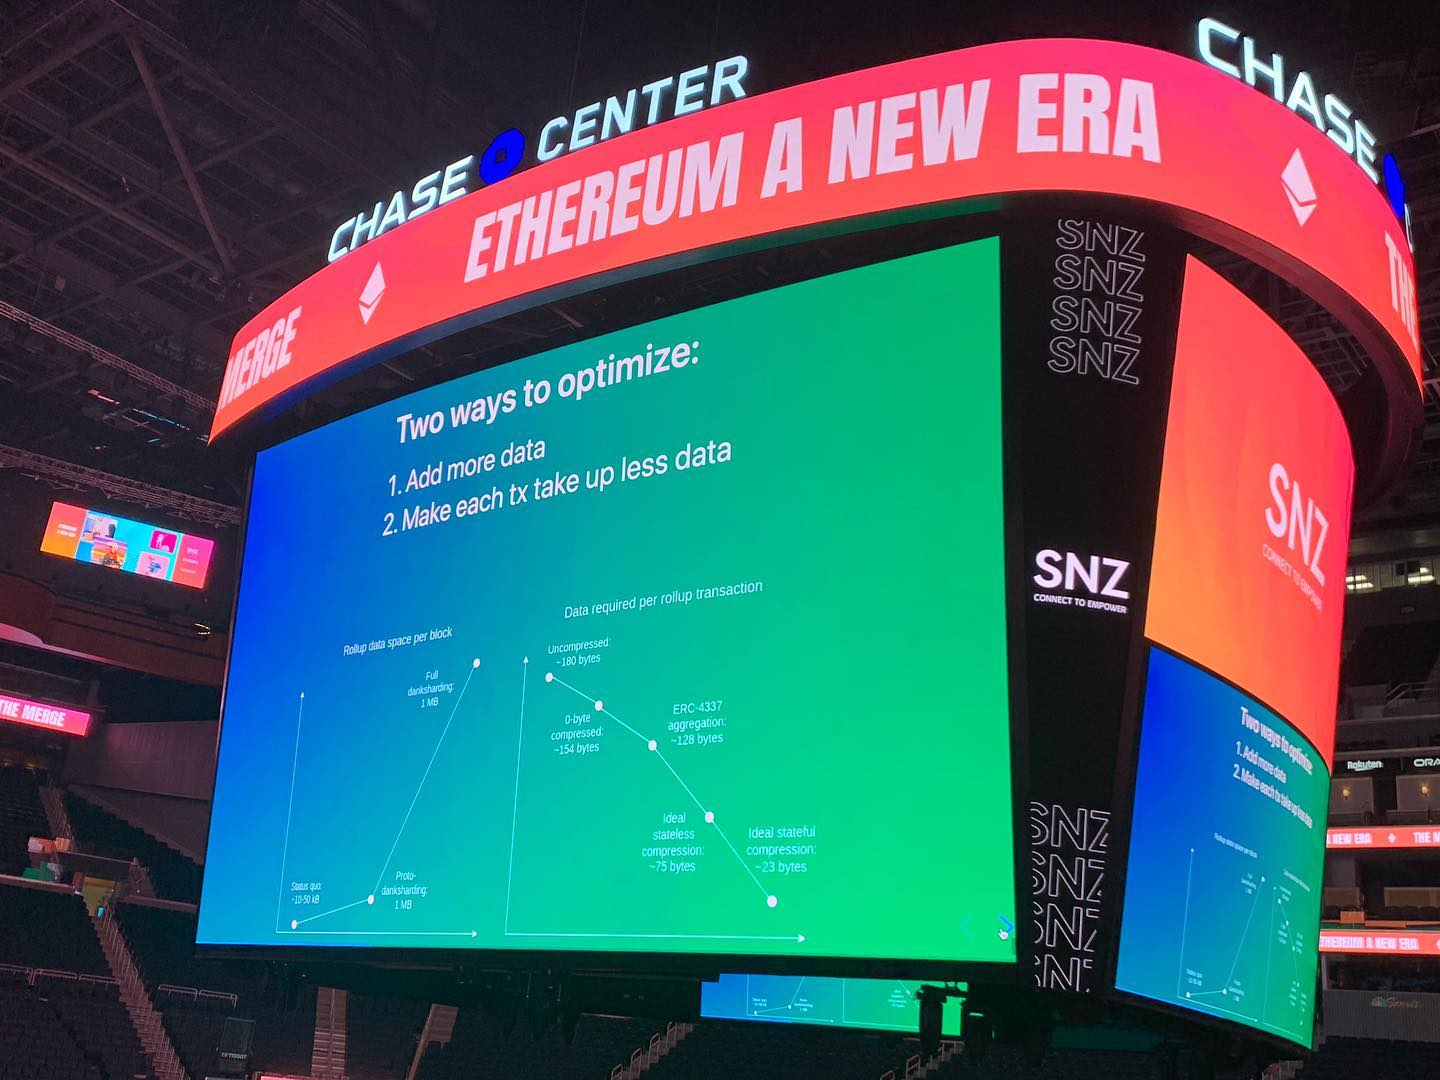 CHASE CENTER
CHASE
MERGE
ETHEREUM A NEW ERA
Two ways to optimize:
1. Add more data
2. Make each tx take up less data
Rollup data space per block
Full
danksharding:
1 MB
Proto-
danksharding:
1 MB
Status quo:
~10-50 kB
Data required per rollup transaction
Uncompressed:
~180 bytes
0-byte
compressed:
~154 bytes
ERC-4337
aggregation:
~128 bytes
Ideal
stateless
compression:
~75 bytes
Ideal stateful
compression:
~23 bytes
SNZ
SNZ
SNZ
SNZ
SNZ
CONNECT TO EMPOWER
SNZ
SNZ
SNZ
SNZ
SNZ
CONNECT TO EMPOWER
Two ways to optimize:
1. Add more data
2. Make each tx take up less data
THE MERGE
Rakuten
NEW ERA
ETHEREUM A NEW ERA
TISSOT